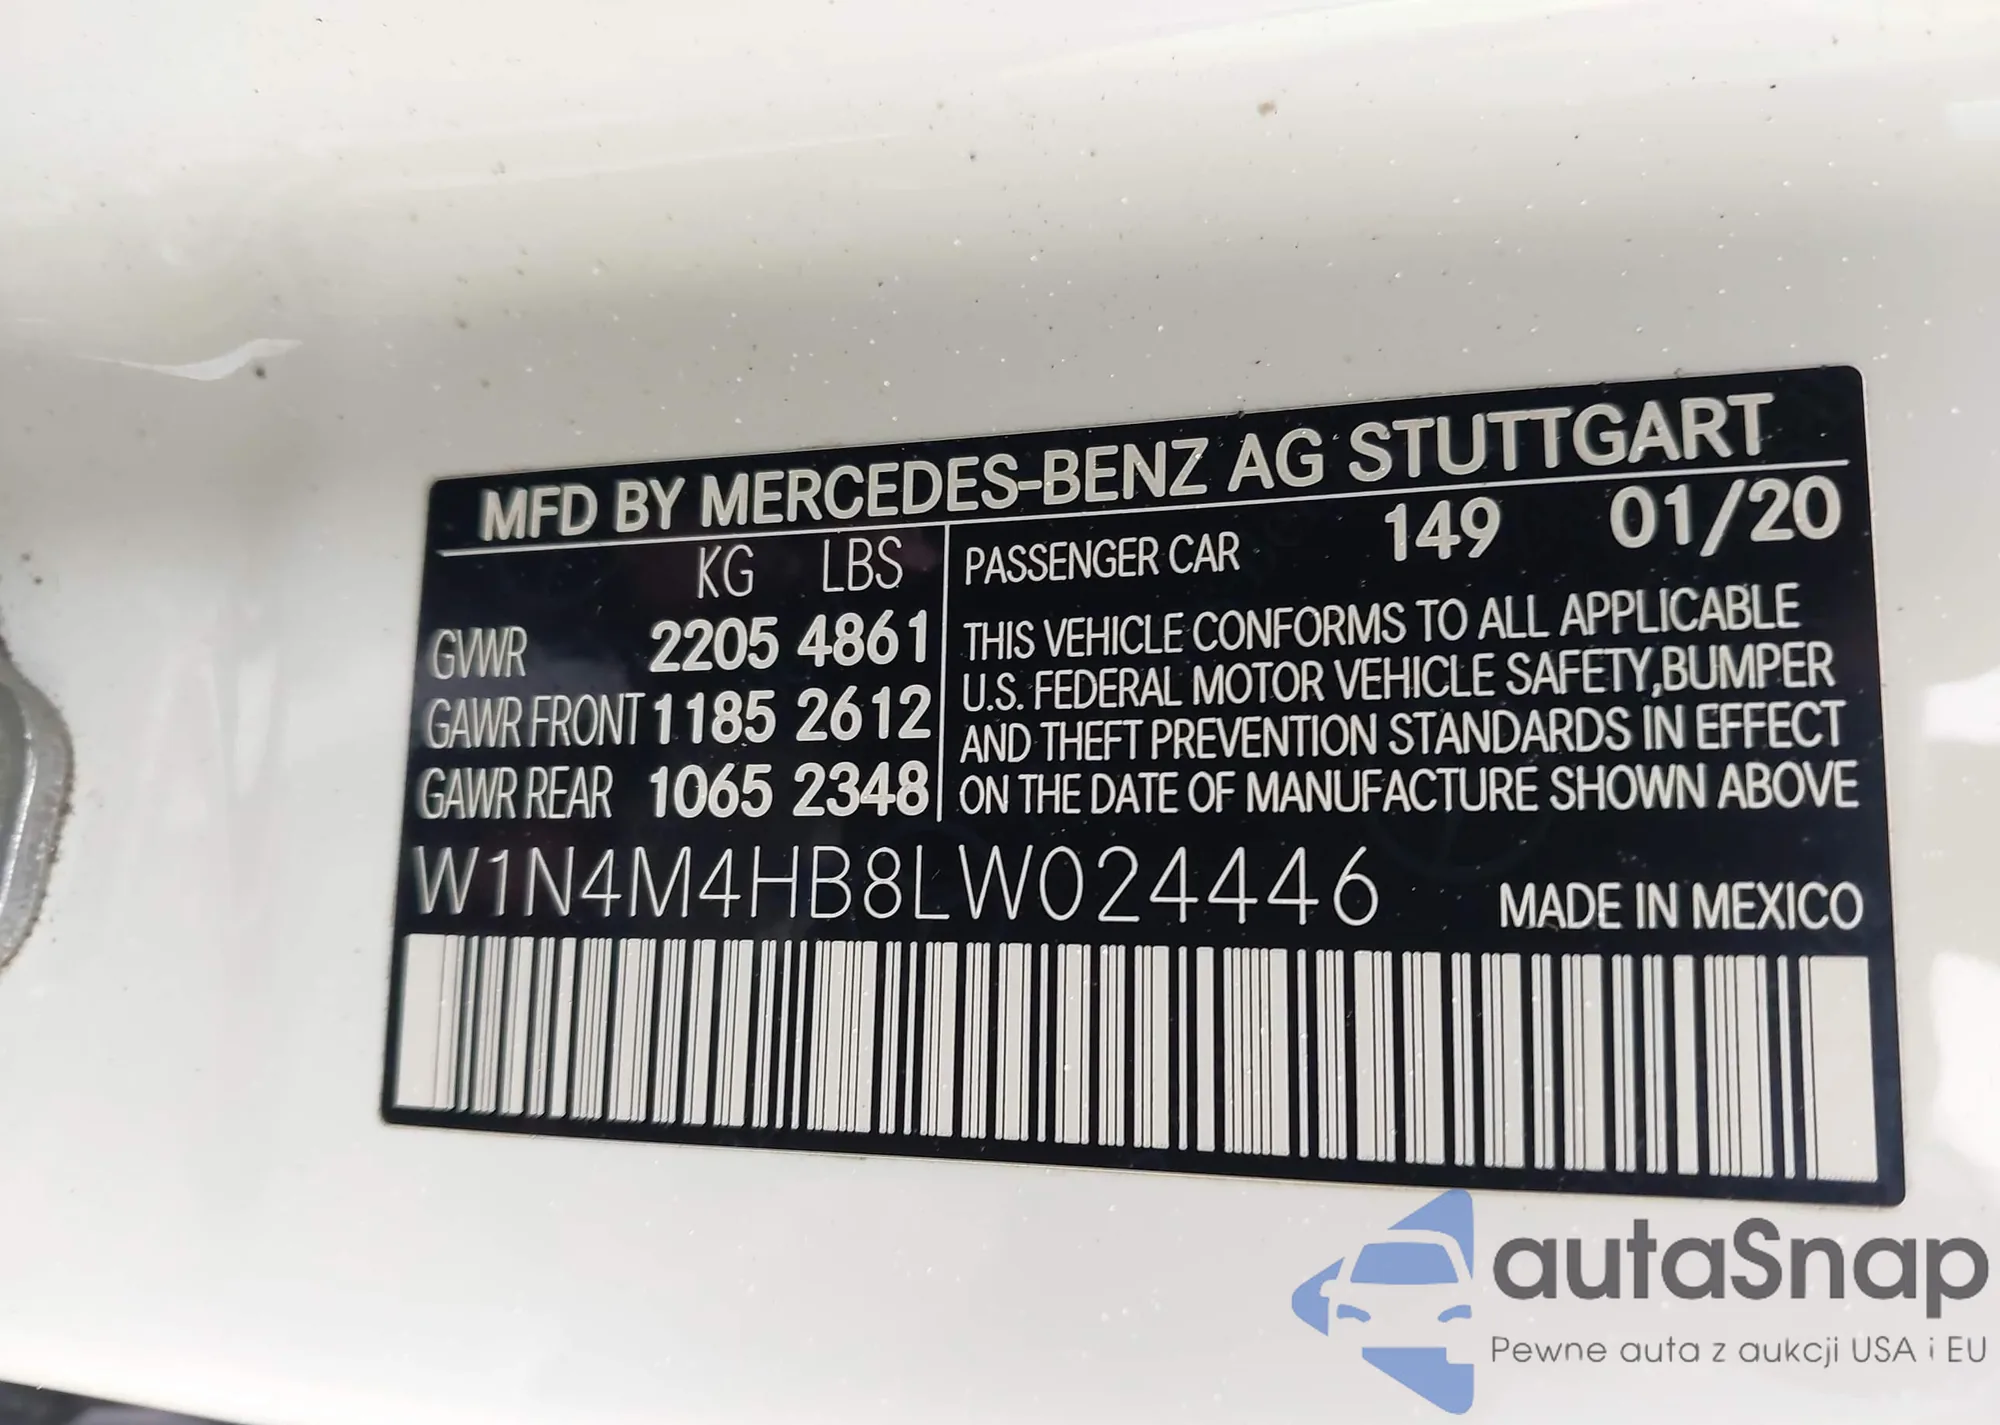 MFD BY MERCEDES-BENZ AG STUTTGART
KG LBS
GVWR 2205 4861
GAWR FRONT 1185 2612
GAWR REAR 1065 2348
PASSENGER CAR 149 01/20
THIS VEHICLE CONFORMS TO ALL APPLICABLE
U.S. FEDERAL MOTOR VEHICLE SAFETY,BUMPER
AND THEFT PREVENTION STANDARDS IN EFFECT
ON THE DATE OF MANUFACTURE SHOWN ABOVE
W1N4M4HB8LW024446
MADE IN MEXICO
autaSnap
Pewne auta z aukcji USA i EU